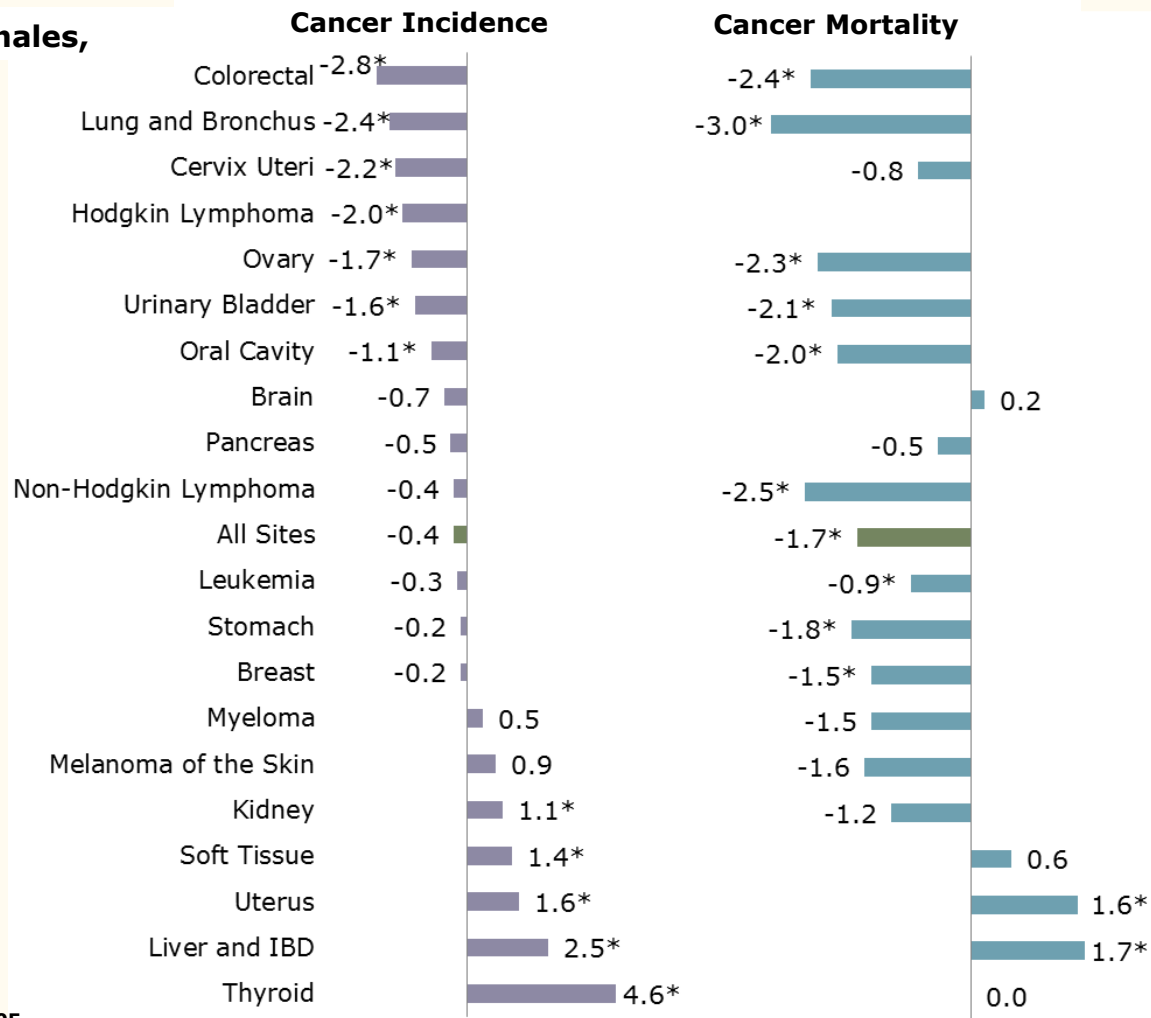 Cancer Incidence Cancer Mortality
Colorectal -2.8* -2.4*
Lung and Bronchus -2.4* -3.0*
Cervix Uteri -2.2* -0.8
Hodgkin Lymphoma -2.0*
Ovary -1.7* -2.3*
Urinary Bladder -1.6* -2.1*
Oral Cavity -1.1* -2.0*
Brain -0.7 0.2
Pancreas -0.5 -0.5
Non-Hodgkin Lymphoma -0.4 -2.5*
All Sites -0.4 -1.7*
Leukemia -0.3 -0.9*
Stomach -0.2 -1.8*
Breast -0.2 -1.5*
Myeloma 0.5 -1.5
Melanoma of the Skin 0.9 -1.6
Kidney 1.1* -1.2
Soft Tissue 1.4* 0.6
Uterus 1.6* 1.6*
Liver and IBD 2.5* 1.7*
Thyroid 4.6* 0.0